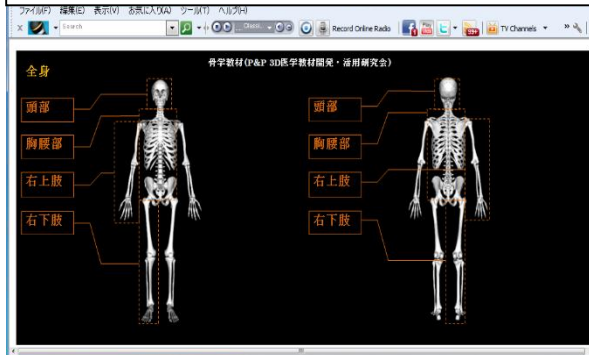 ファイル(F) 編集(E) 表示(V) お気に入り(A) ツール(T) ヘルプ(H)
x Search Classi... Record Online Radio 99+ TV Channels »
骨学教材(P&P 3D医学教材開発・活用研究会)
全身
頭部
胸腰部
右上肢
右下肢
頭部
胸腰部
右上肢
右下肢